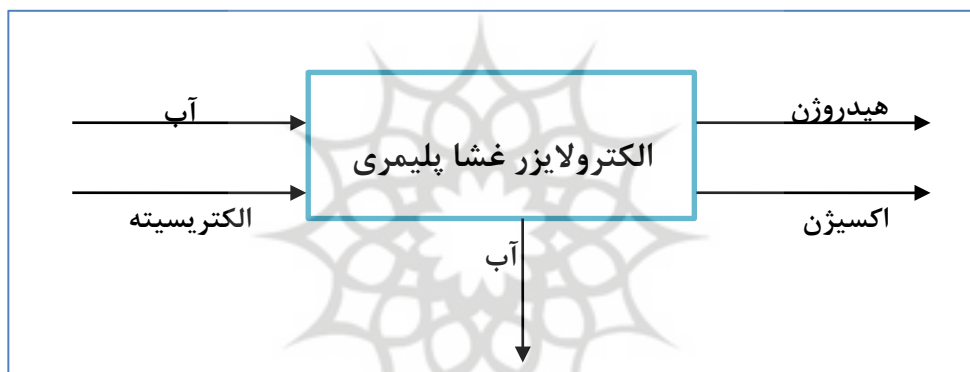 آب
هیدروژن
الکترولایزر غشا پلیمری
الکتریسیته
اکسیژن
آب